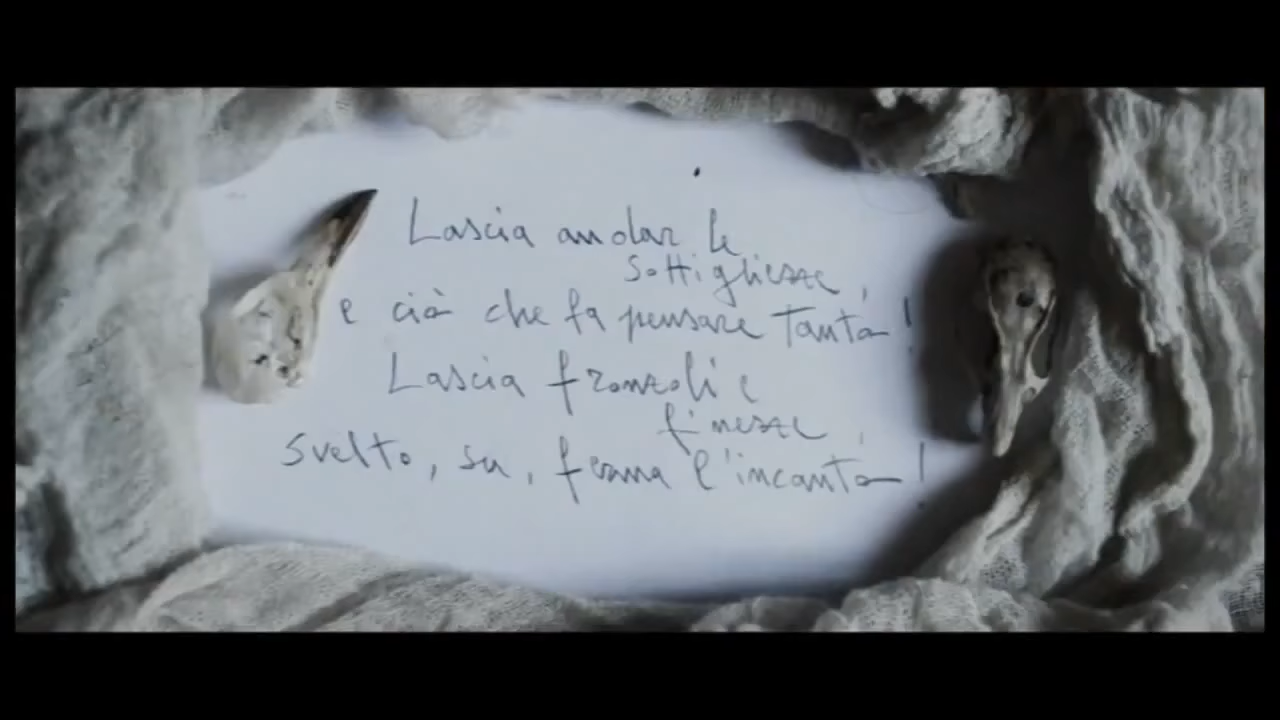 Lascia andar le
sottigliezze,
e ciò che fa pensare tanto!
Lascia fronzoli e
finezze,
svelto, su, ferma l'incanto!